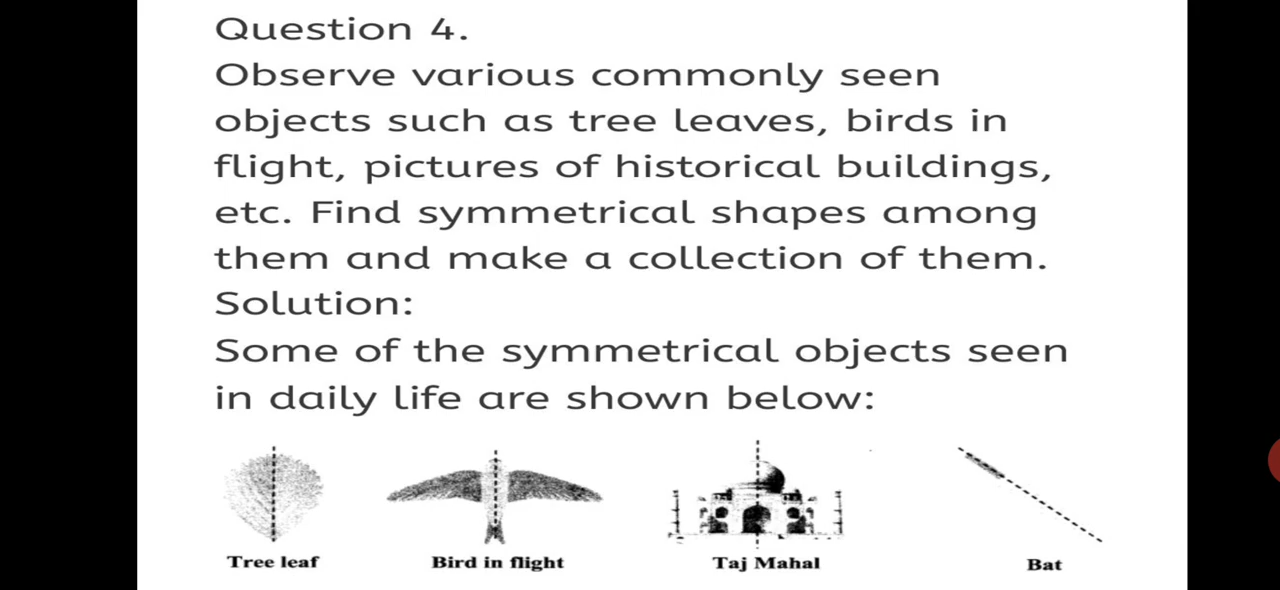 Question 4.
Observe various commonly seen
objects such as tree leaves, birds in
flight, pictures of historical buildings,
etc. Find symmetrical shapes among
them and make a collection of them.
Solution:
Some of the symmetrical objects seen
in daily life are shown below:
Tree leaf Bird in flight Taj Mahal Bat